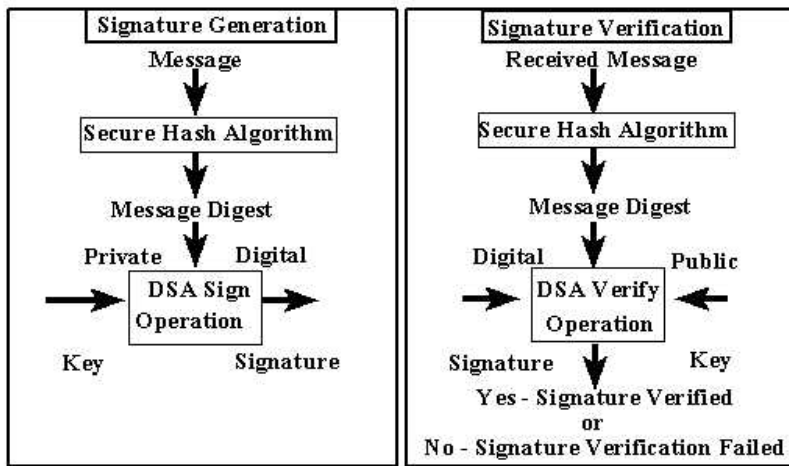 Signature Generation
Message
Secure Hash Algorithm
Message Digest
Private
Digital
DSA Sign
Operation
Key
Signature
Signature Verification
Received Message
Secure Hash Algorithm
Message Digest
Digital
Public
DSA Verify
Operation
Signature
Key
Yes - Signature Verified
or
No - Signature Verification Failed